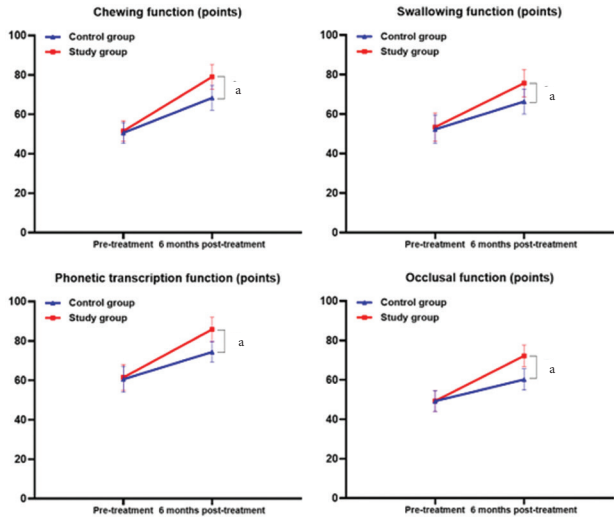 Chewing function (points)
100
80
60
40
20
0
Control group
Study group
a
Pre-treatment 6 months post-treatment
Swallowing function (points)
100
80
60
40
20
0
Control group
Study group
a
Pre-treatment 6 months post-treatment
Phonetic transcription function (points)
100
80
60
40
20
0
Control group
Study group
a
Pre-treatment 6 months post-treatment
Occlusal function (points)
100
80
60
40
20
0
Control group
Study group
a
Pre-treatment 6 months post-treatment